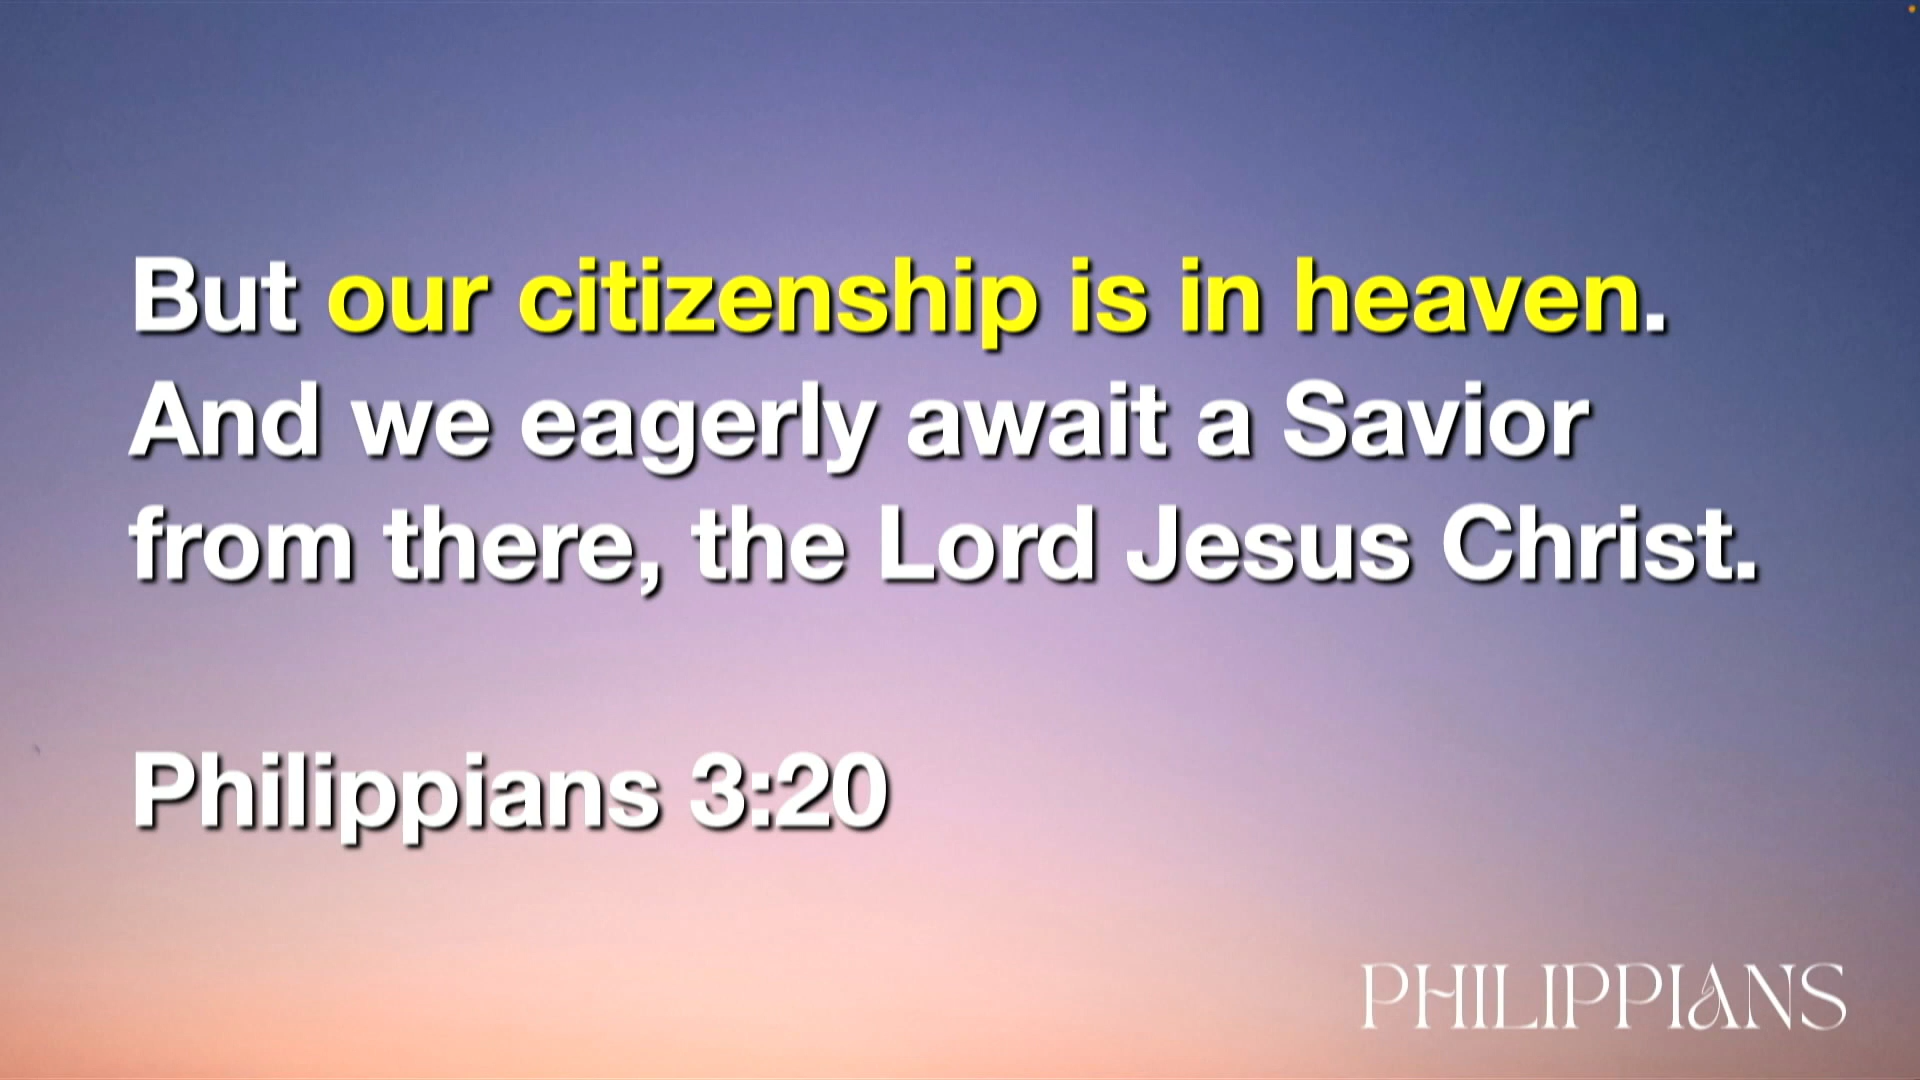 But our citizenship is in heaven.
And we eagerly await a Savior
from there, the Lord Jesus Christ.
Philippians 3:20
PHILIPPIANS